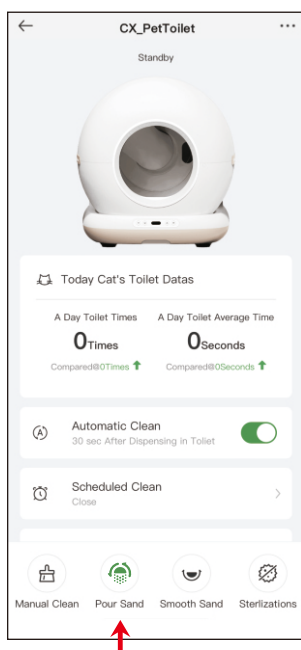 CX_PetToilet
Standby
Today Cat's Toilet Datas
A Day Toilet Times A Day Toilet Average Time
0Times 0Seconds
Compared@0Times Compared@0Seconds
A
Automatic Clean
30 sec After Dispensing in Toliet
Scheduled Clean
Close
Manual Clean Pour Sand Smooth Sand Sterlizations